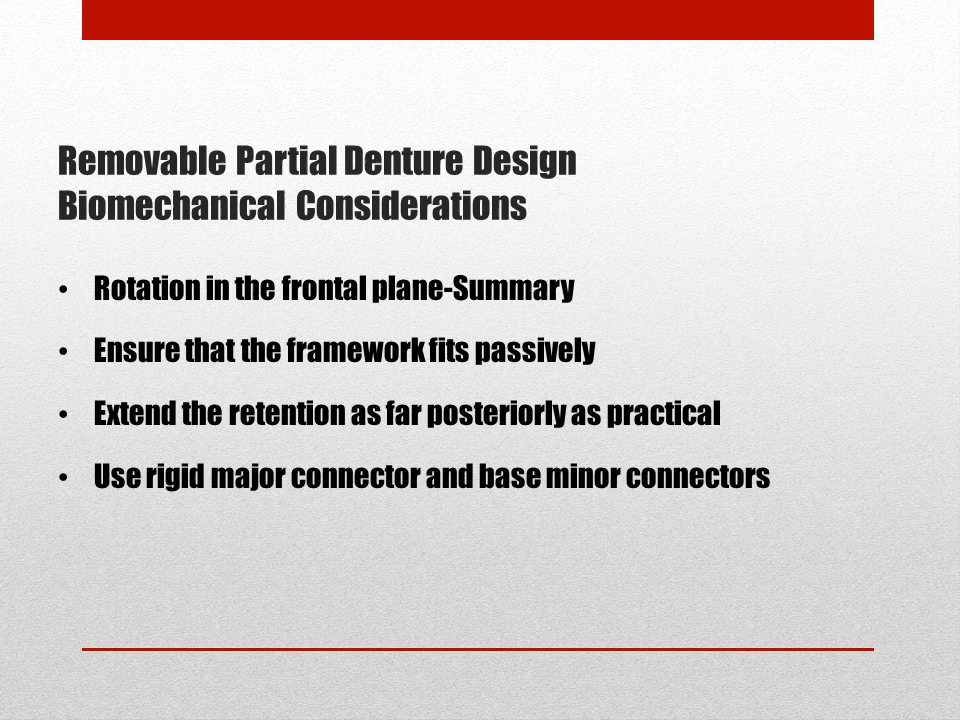 Removable Partial Denture Design
Biomechanical Considerations
• Rotation in the frontal plane-Summary
• Ensure that the framework fits passively
• Extend the retention as far posteriorly as practical
• Use rigid major connector and base minor connectors